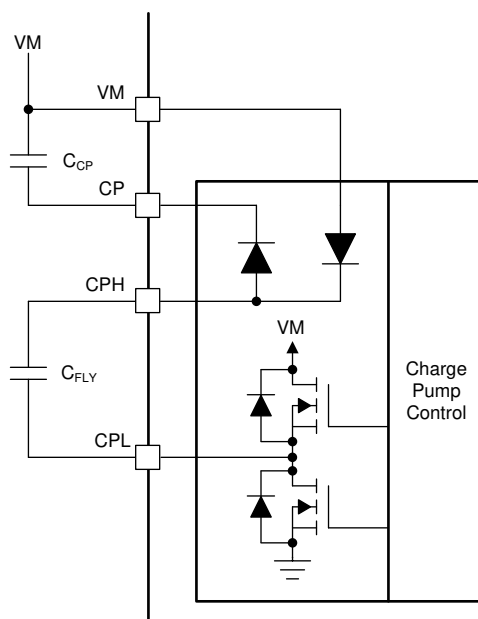 VM
VM
CCP
CP
CPH
VM
CFLY
CPL
Charge
Pump
Control